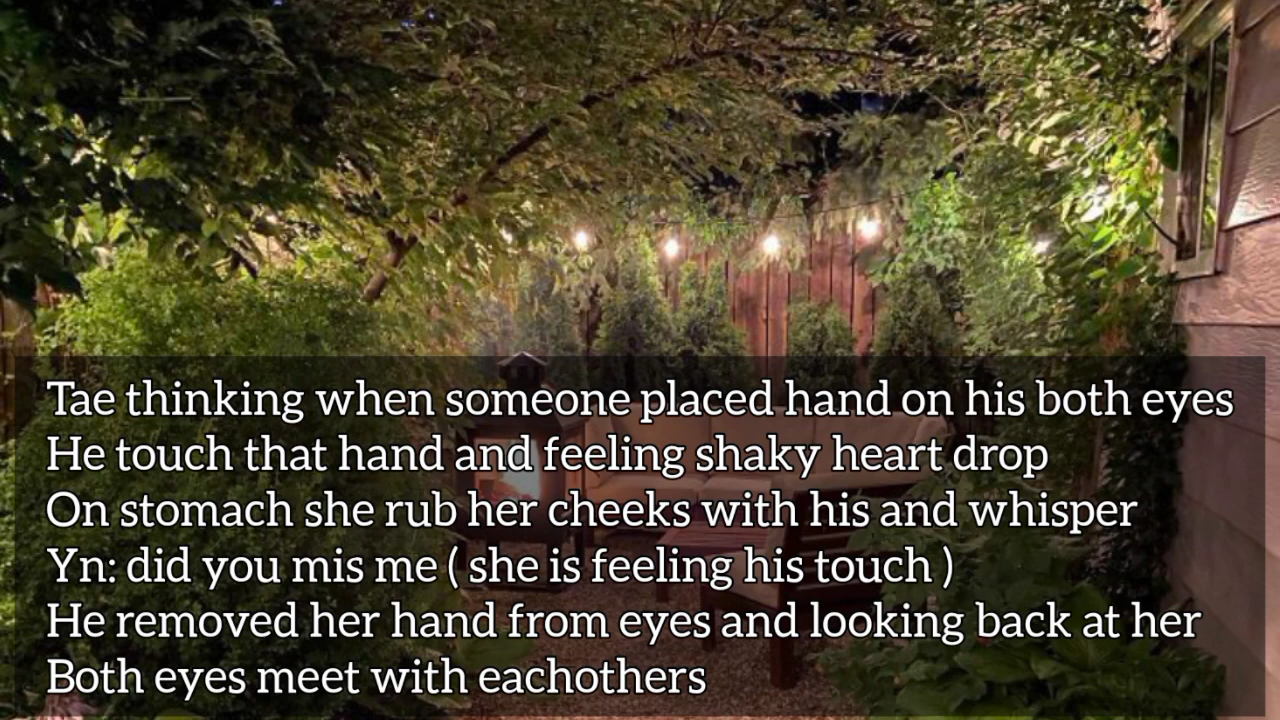 Tae thinking when someone placed hand on his both eyes
He touch that hand and feeling shaky heart drop
On stomach she rub her cheeks with his and whisper
Yn: did you mis me ( she is feeling his touch )
He removed her hand from eyes and looking back at her
Both eyes meet with eachothers